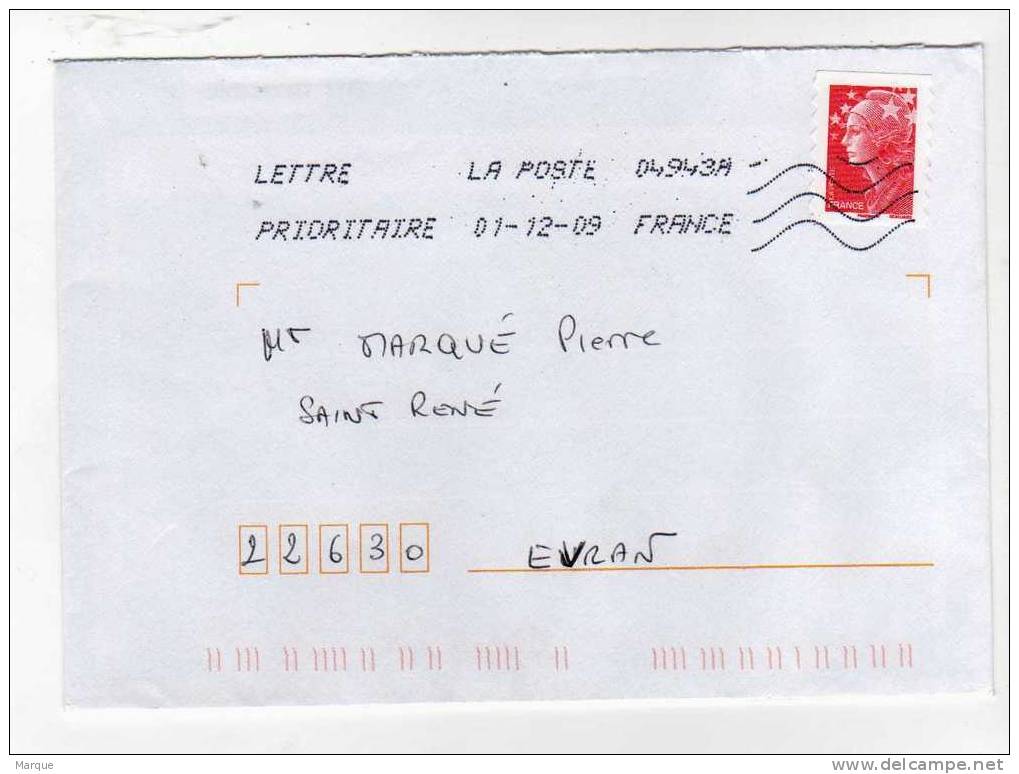 LETTRE LA POSTE 04943A
PRIORITAIRE 01-12-09 FRANCE
FRANCE
Mr MARQUÉ Pierre
SAINT RENÉ
22630 EVRAN
Marque
delcampe.net